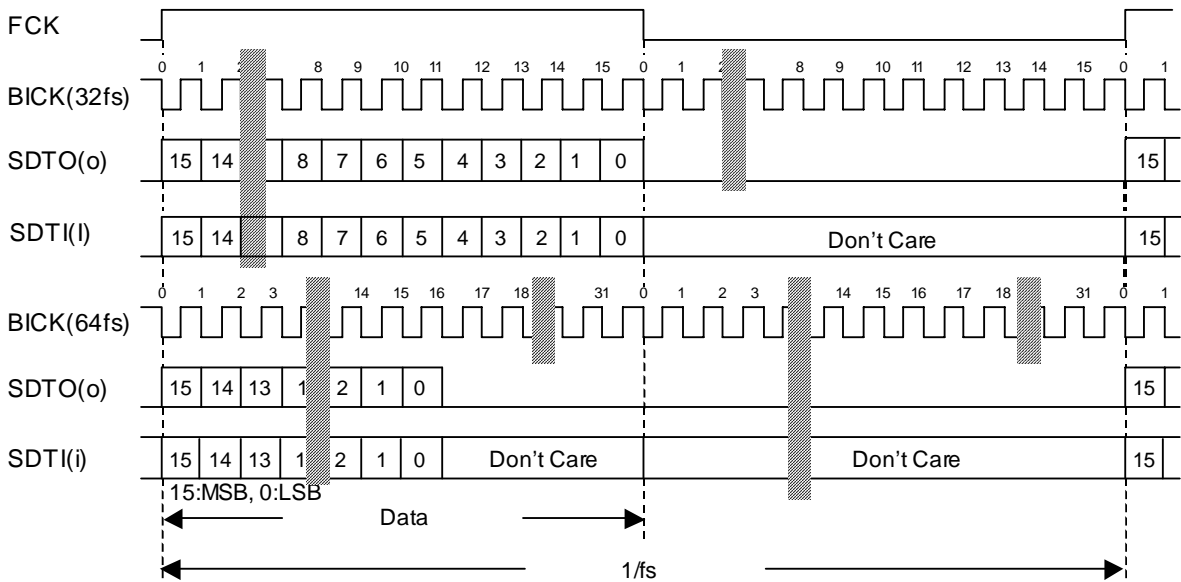 FCK
0 1 2 8 9 10 11 12 13 14 15 0 1 2 8 9 10 11 12 13 14 15 0 1
BICK(32fs)
SDTO(o) 15 14 8 7 6 5 4 3 2 1 0 15
SDTI(I) 15 14 8 7 6 5 4 3 2 1 0 Don't Care 15
0 1 2 3 14 15 16 17 18 31 0 1 2 3 14 15 16 17 18 31 0 1
BICK(64fs)
SDTO(o) 15 14 13 1 2 1 0 15
SDTI(i) 15 14 13 1 2 1 0 Don't Care Don't Care 15
15:MSB, 0:LSB
Data
1/fs